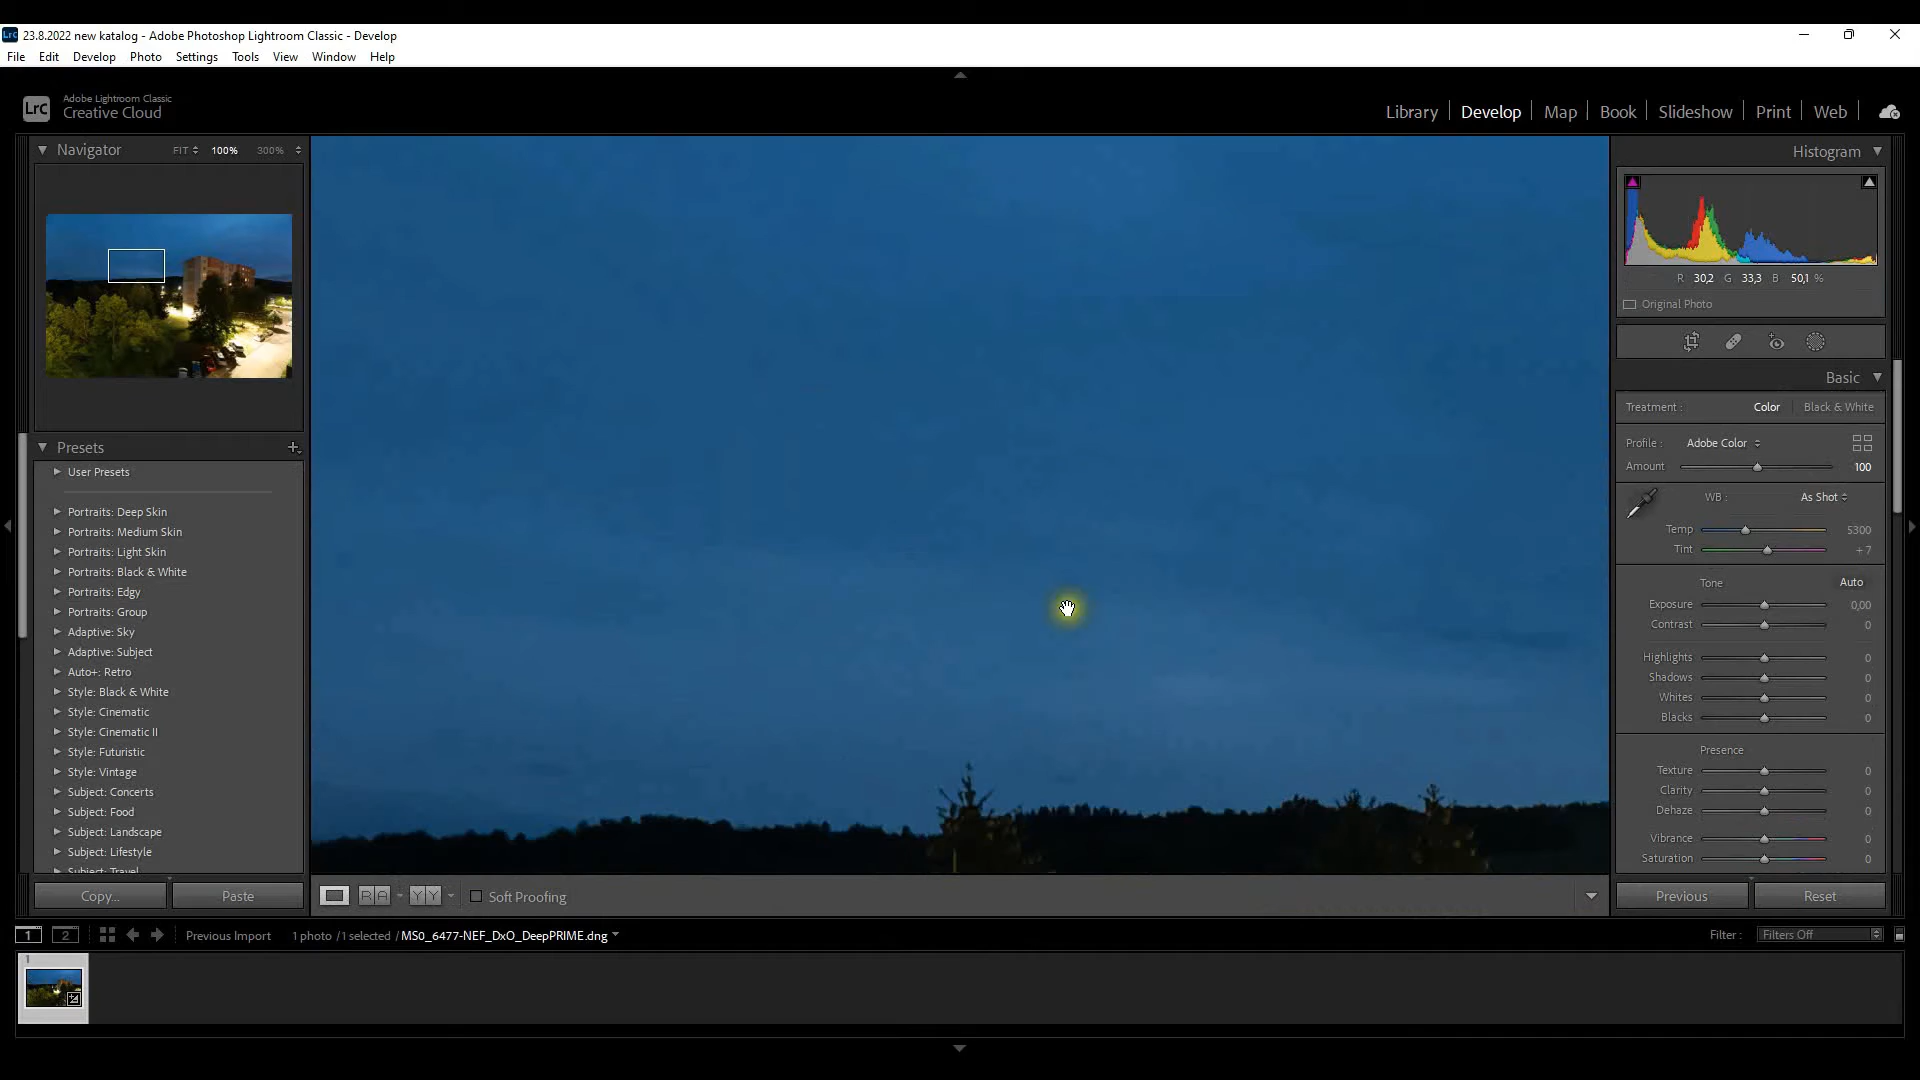 23.8.2022 new katalog - Adobe Photoshop Lightroom Classic - Develop
File Edit Develop Photo Settings Tools View Window Help
Lrc
Adobe Lightroom Classic
Creative Cloud
Library Develop Map Book Slideshow Print Web
Navigator FIT 100% 300%
Presets
User Presets
Portraits: Deep Skin
Portraits: Medium Skin
Portraits: Light Skin
Portraits: Black & White
Portraits: Edgy
Portraits: Group
Adaptive: Sky
Adaptive: Subject
Auto+: Retro
Style: Black & White
Style: Cinematic
Style: Cinematic II
Style: Futuristic
Style: Vintage
Subject: Concerts
Subject: Food
Subject: Landscape
Subject: Lifestyle
Subject: Travel
Copy... Paste
R A Y Y Soft Proofing
Histogram
R 30,2 G 33,3 B 50,1 %
Original Photo
Basic
Treatment : Color Black & White
Profile : Adobe Color
Amount 100
WB : As Shot
Temp 5300
Tint + 7
Tone Auto
Exposure 0,00
Contrast 0
Highlights 0
Shadows 0
Whites 0
Blacks 0
Presence
Texture 0
Clarity 0
Dehaze 0
Vibrance 0
Saturation 0
Previous Reset
1 2 Previous Import 1 photo /1 selected /MS0_6477-NEF_DxO_DeepPRIME.dng Filter : Filters Off
1